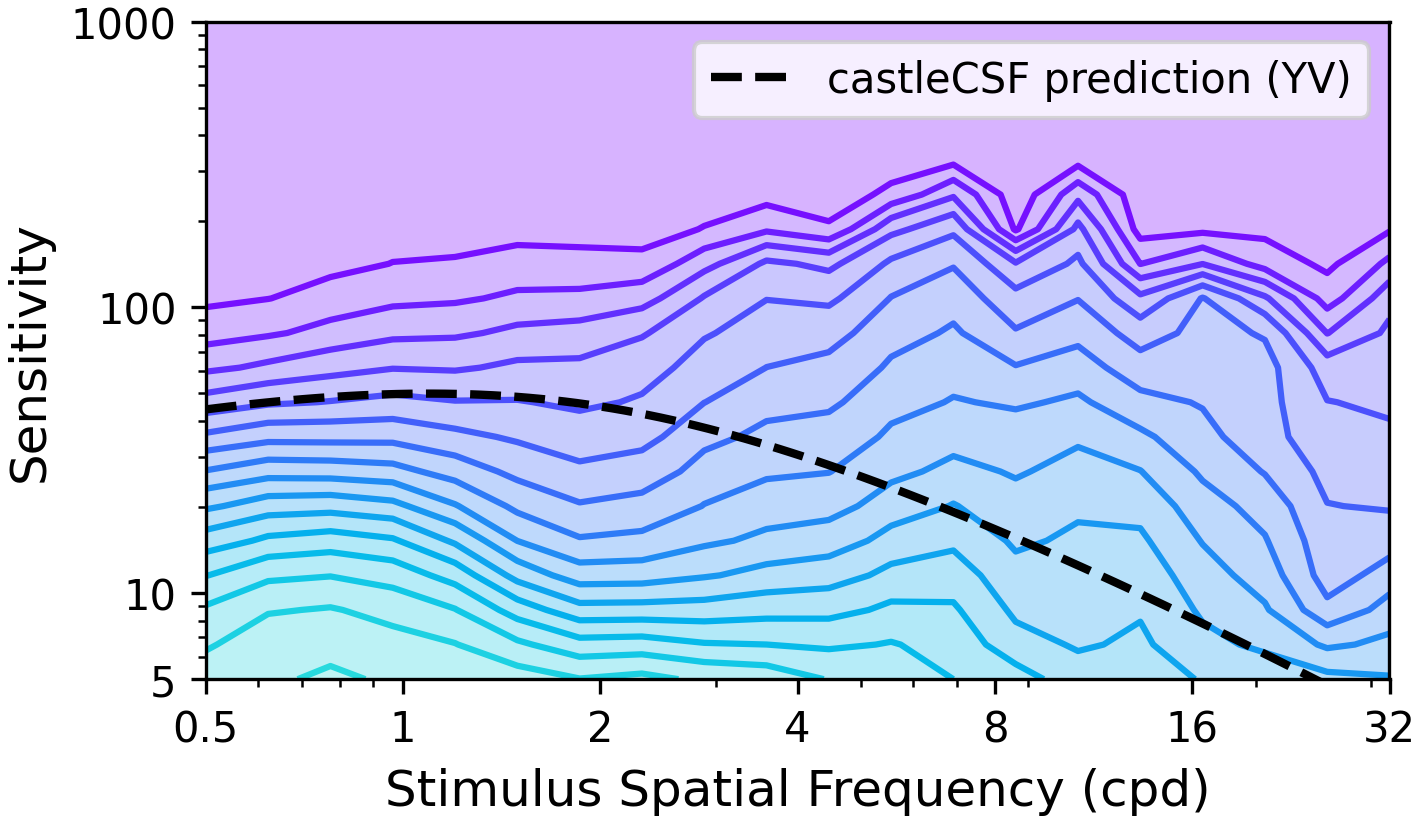 1000
castleCSF prediction (YV)
Sensitivity
100
10
5
0.5 1 2 4 8 16 32
Stimulus Spatial Frequency (cpd)